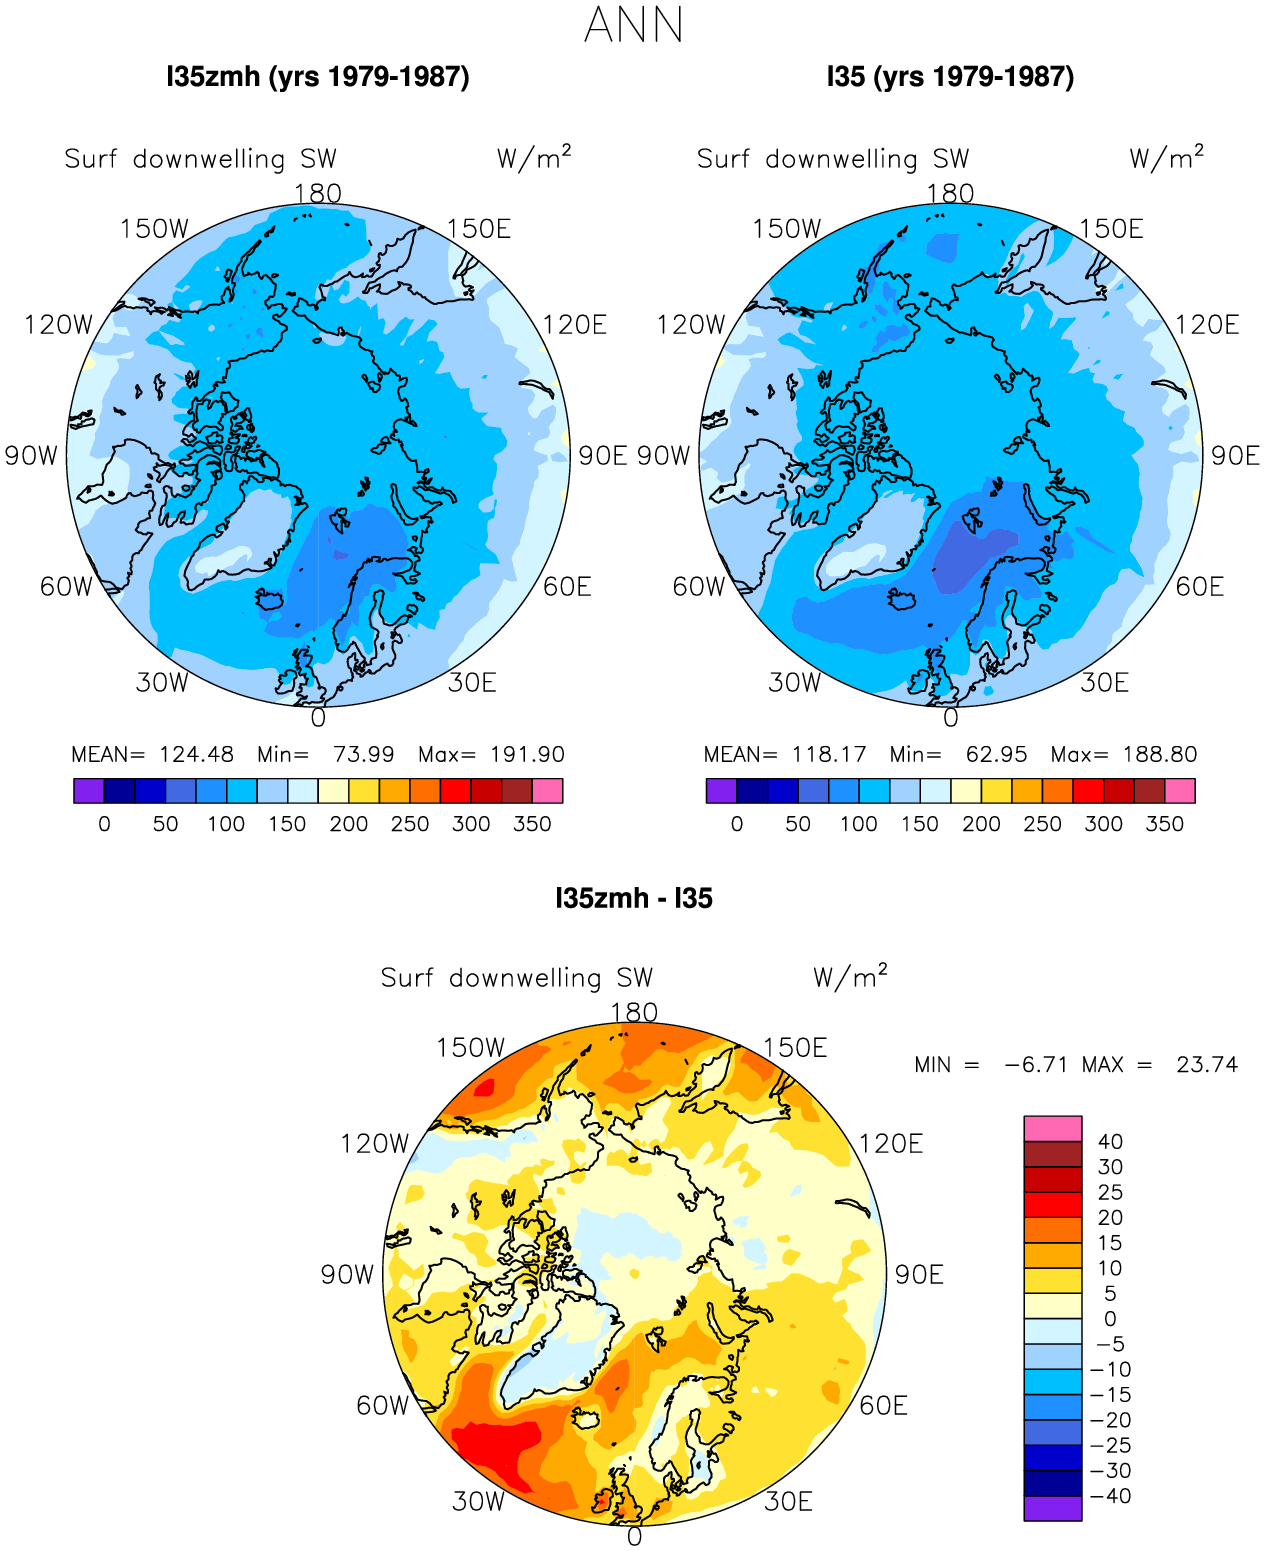 ANN
I35zmh (yrs 1979-1987)
I35 (yrs 1979-1987)
Surf downwelling SW W/m²
Surf downwelling SW W/m²
180
150W 150E
120W 120E
90W 90E
60W 60E
30W 30E
0
180
150W 150E
120W 120E
90W 90E
60W 60E
30W 30E
0
MEAN= 124.48 Min= 73.99 Max= 191.90
0 50 100 150 200 250 300 350
MEAN= 118.17 Min= 62.95 Max= 188.80
0 50 100 150 200 250 300 350
I35zmh - I35
Surf downwelling SW W/m²
180
150W 150E
120W 120E
90W 90E
60W 60E
30W 30E
0
MIN = −6.71 MAX = 23.74
40
30
25
20
15
10
5
0
−5
−10
−15
−20
−25
−30
−40